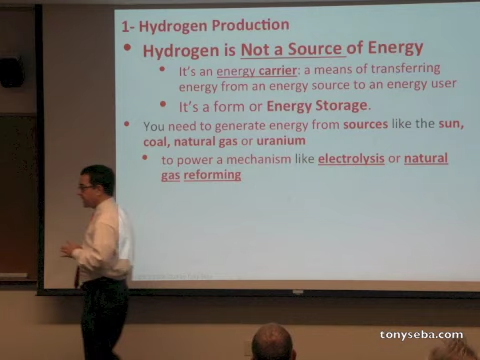 1- Hydrogen Production
• Hydrogen is Not a Source of Energy
• It's an energy carrier: a means of transferring
energy from an energy source to an energy user
• It's a form or Energy Storage.
• You need to generate energy from sources like the sun,
coal, natural gas or uranium
• to power a mechanism like electrolysis or natural
gas reforming
tonyseba.com